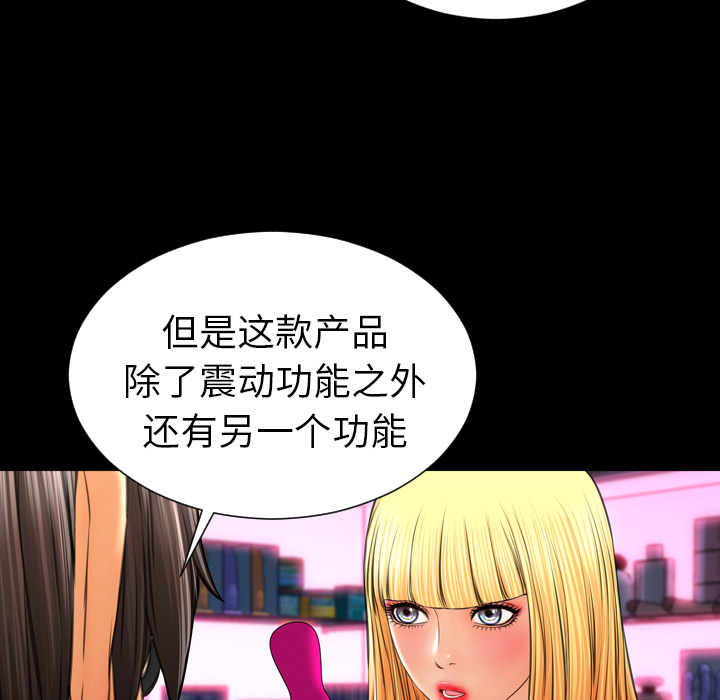 但是这款产品
除了震动功能之外
还有另一个功能